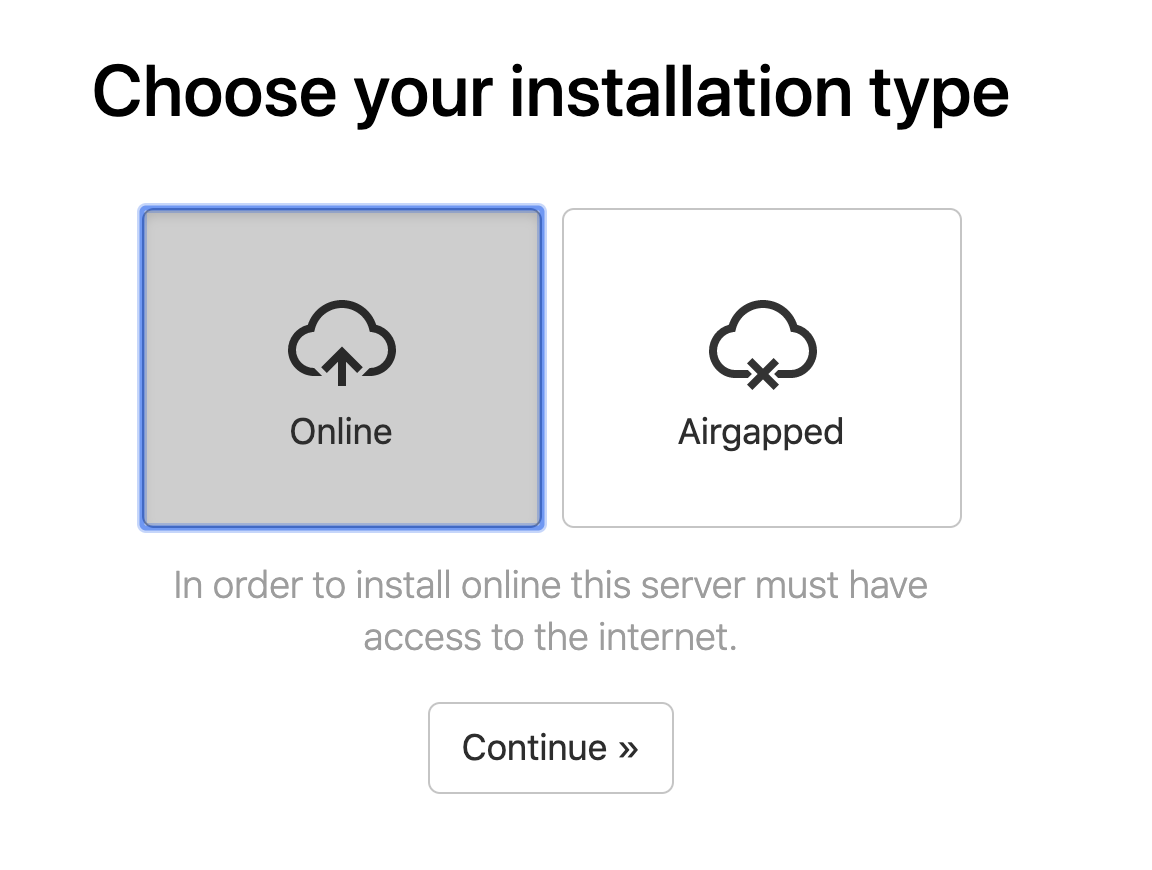 Choose your installation type
Online
Airgapped
In order to install online this server must have
access to the internet.
Continue »